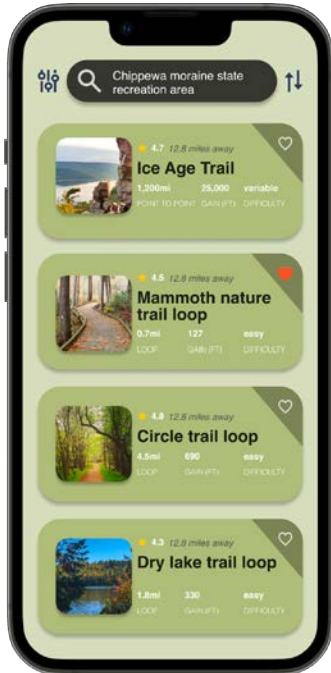 Chippewa moraine state
recreation area
4.7 12.8 miles away
Ice Age Trail
1,200mi 25,000 variable
POINT TO POINT GAIN (FT) DIFFICULTY
4.5 12.8 miles away
Mammoth nature
trail loop
0.7mi 127 easy
LOOP GAIN (FT) DIFFICULTY
4.8 12.8 miles away
Circle trail loop
4.5mi 690 easy
LOOP GAIN (FT) DIFFICULTY
4.3 12.8 miles away
Dry lake trail loop
1.8mi 330 easy
LOOP GAIN (FT) DIFFICULTY